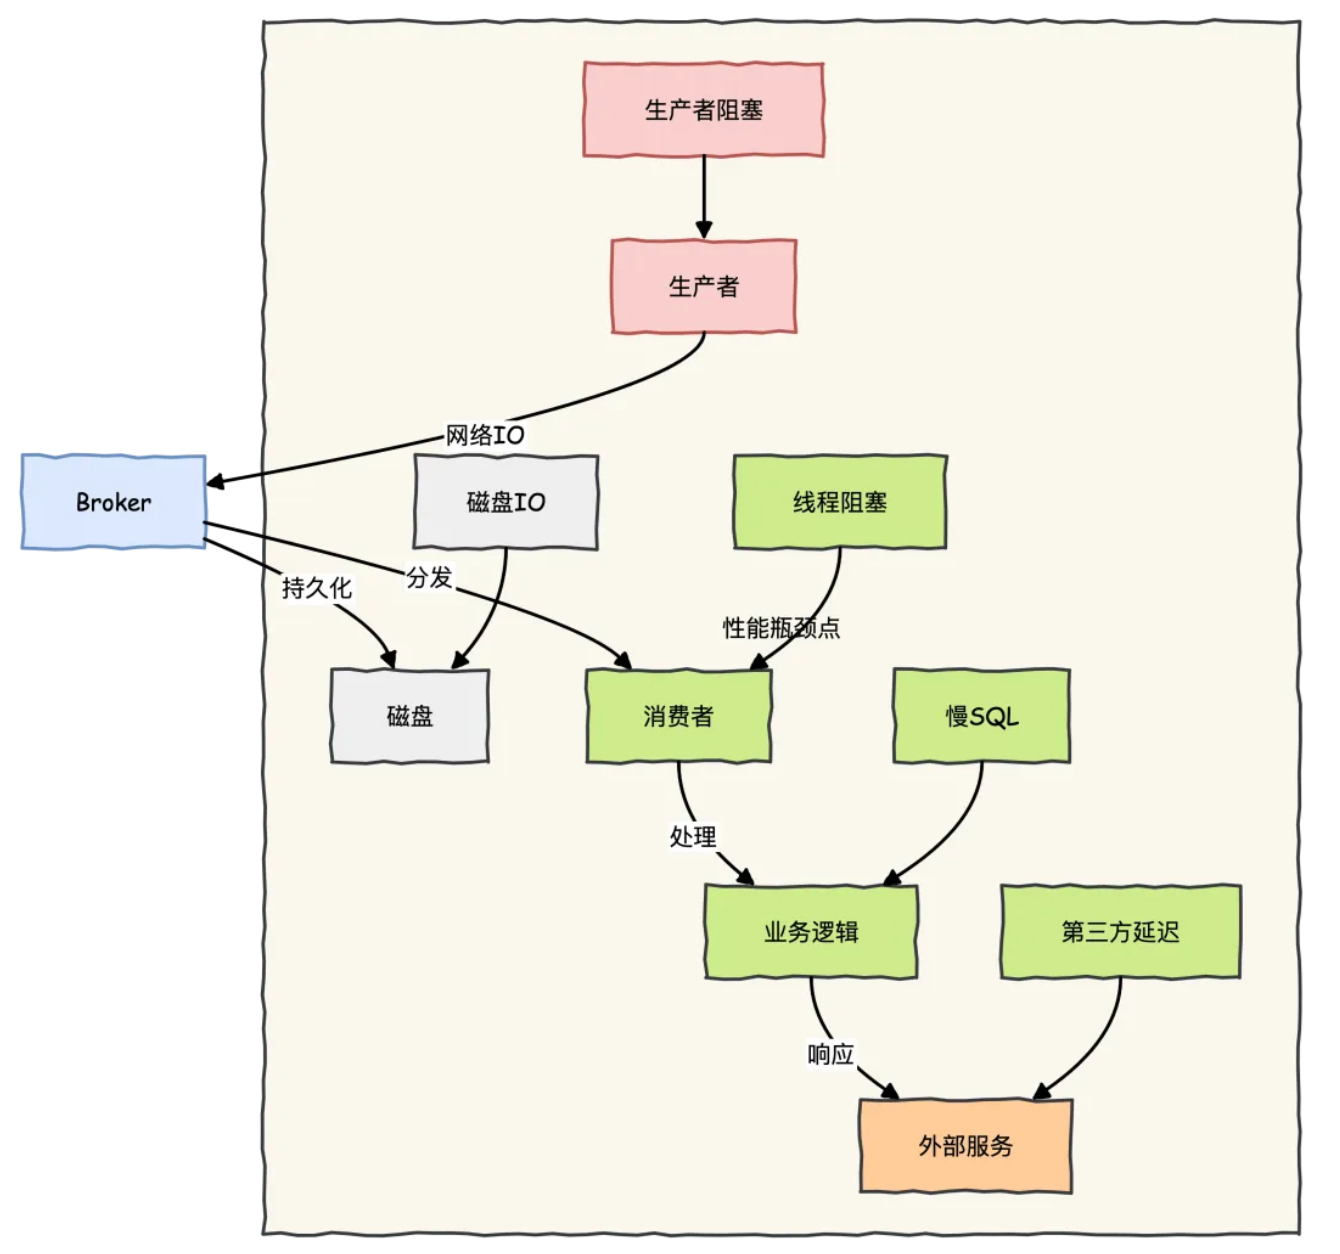 生产者阻塞
生产者
网络IO
Broker
磁盘IO
线程阻塞
持久化
分发
性能瓶颈点
磁盘
消费者
慢SQL
处理
业务逻辑
第三方延迟
响应
外部服务